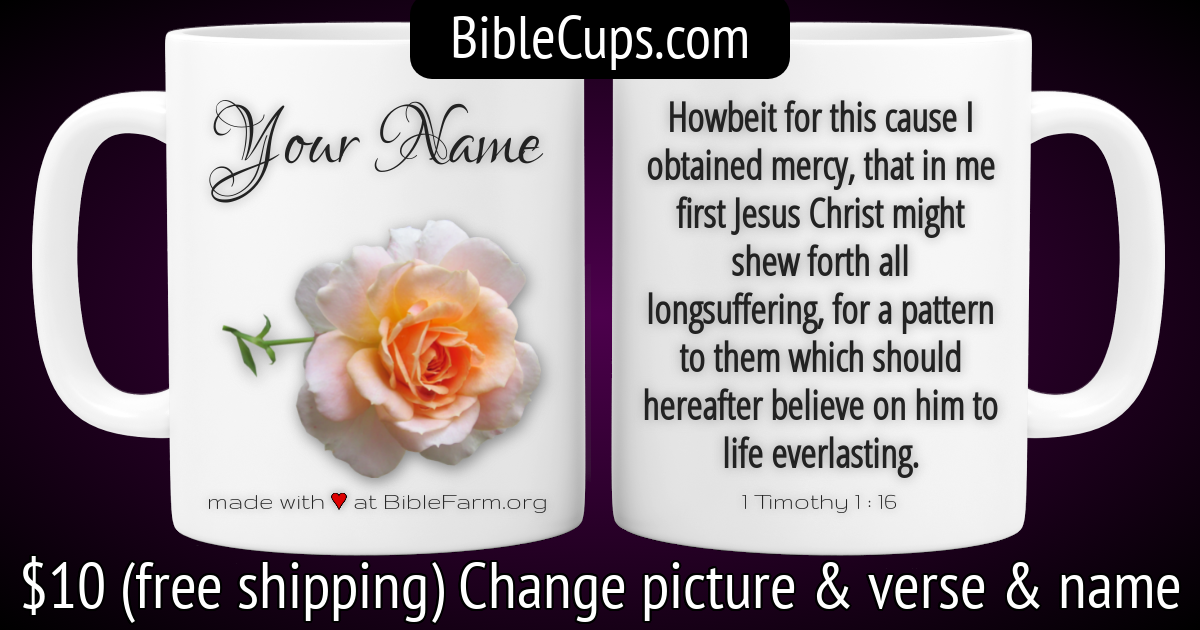 BibleCups.com
Your Name
made with ♥ at BibleFarm.org
Howbeit for this cause I
obtained mercy, that in me
first Jesus Christ might
shew forth all
longsuffering, for a pattern
to them which should
hereafter believe on him to
life everlasting.
1 Timothy 1 : 16
$10 (free shipping) Change picture & verse & name